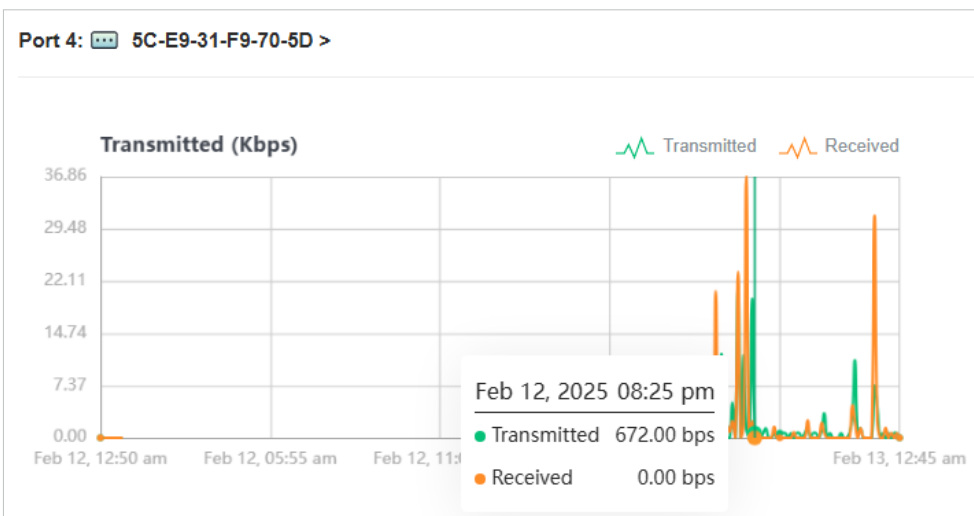 Port 4: 5C-E9-31-F9-70-5D >
Transmitted (Kbps)
Transmitted Received
36.86
29.48
22.11
14.74
7.37
0.00
Feb 12, 12:50 am Feb 12, 05:55 am Feb 12, Feb 13, 12:45 am
Feb 12, 2025 08:25 pm
Transmitted 672.00 bps
Received 0.00 bps